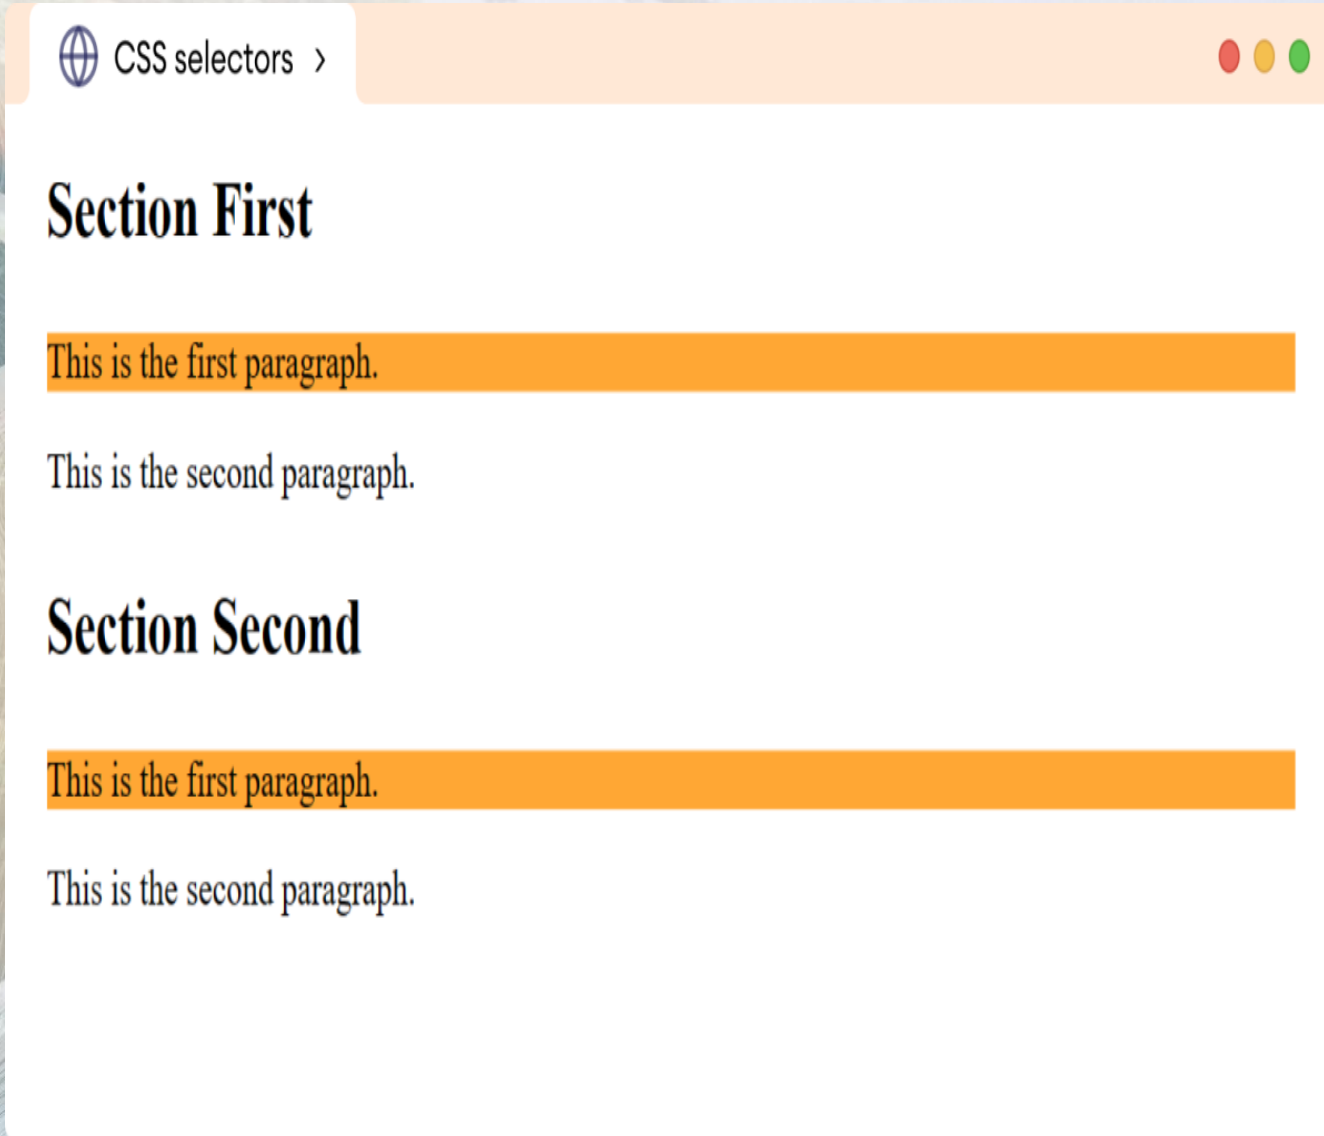 CSS selectors
Section First
This is the first paragraph.
This is the second paragraph.
Section Second
This is the first paragraph.
This is the second paragraph.